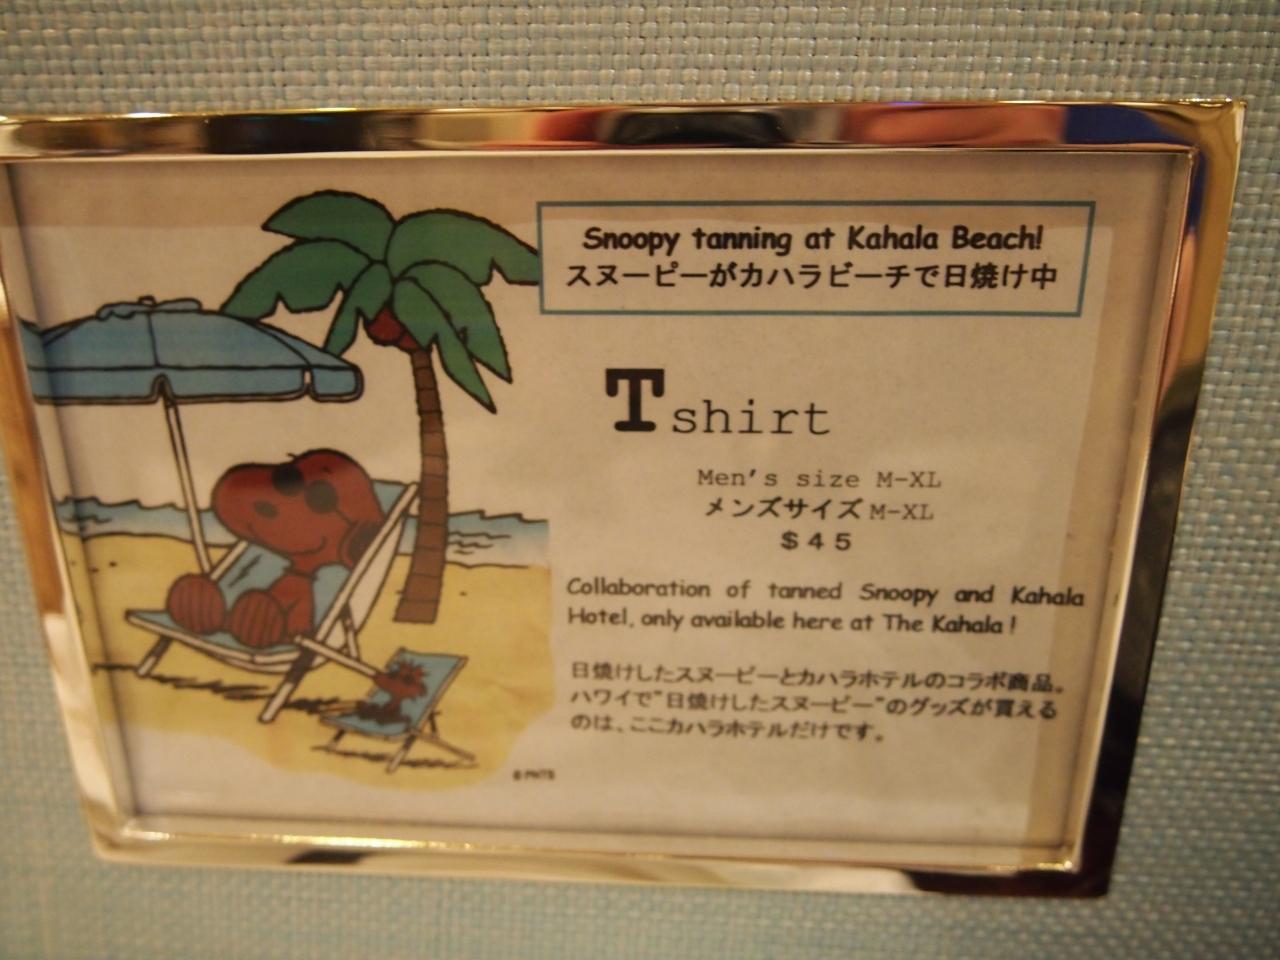 Snoopy tanning at Kahala Beach!
スヌーピーがカハラビーチで日焼け中
Tshirt
Men's size M-XL
メンズサイズ M-XL
$45
Collaboration of tanned Snoopy and Kahala
Hotel, only available here at The Kahala !
日焼けしたスヌーピーとカハラホテルのコラボ商品。
ハワイで"日焼けしたスヌーピー"のグッズが買える
のは、ここカハラホテルだけです。
© PNTS